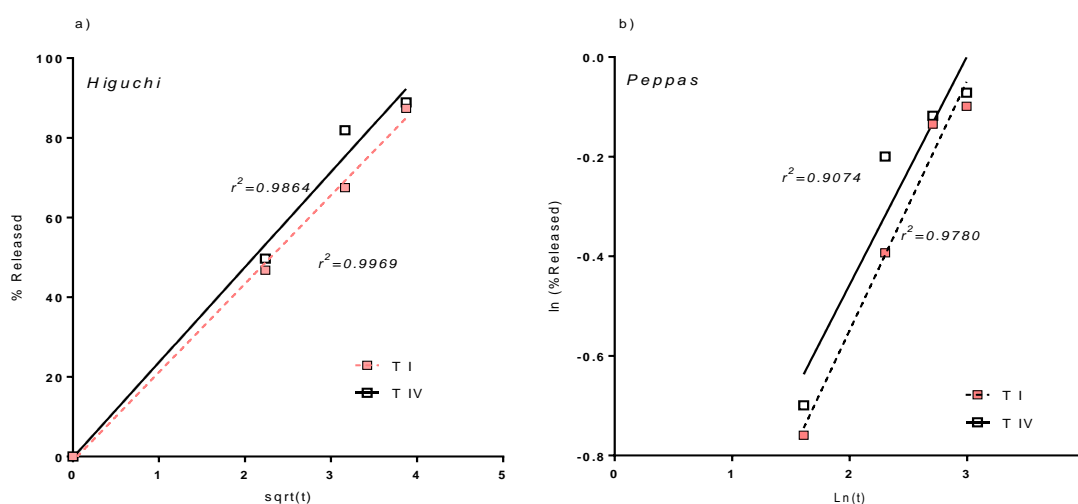 a)
Higuchi
% Released
100
80
60
40
20
0
0 1 2 3 4 5
sqrt(t)
r²=0.9864
r²=0.9969
T I
T IV
b)
Peppas
ln (%Released)
0.0
-0.2
-0.4
-0.6
-0.8
0 1 2 3
Ln(t)
r²=0.9074
r²=0.9780
T I
T IV